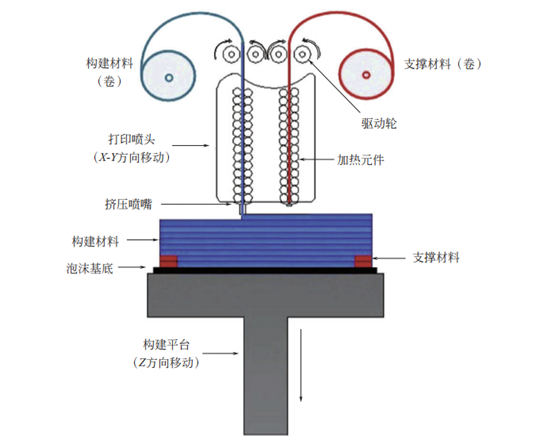 构建材料
（卷）
支撑材料（卷）
驱动轮
打印喷头
（X-Y方向移动）
加热元件
挤压喷嘴
构建材料
支撑材料
泡沫基底
构建平台
（Z方向移动）